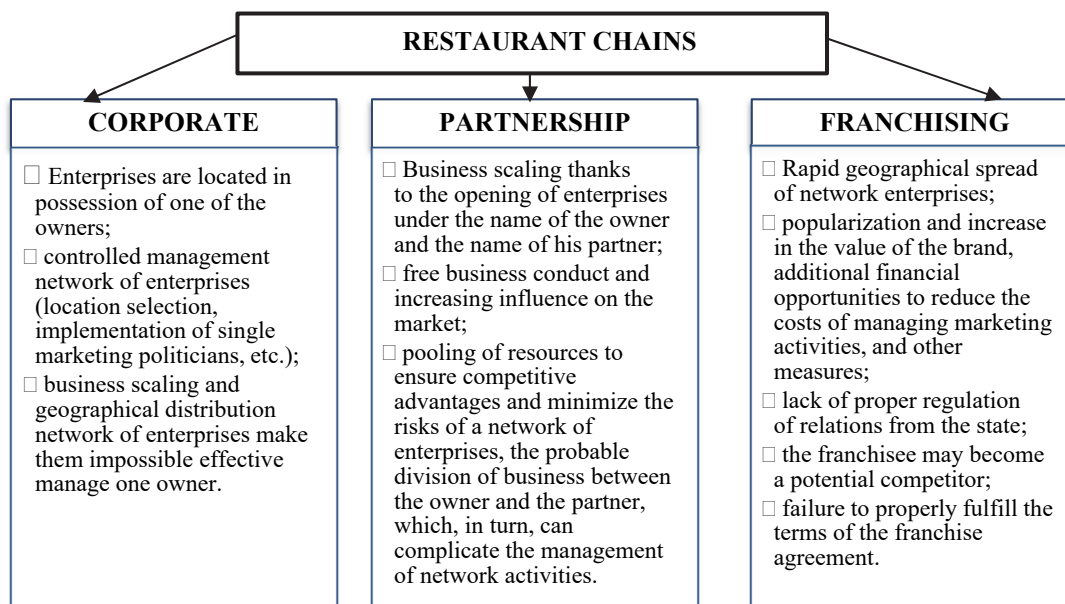 RESTAURANT CHAINS
CORPORATE
□ Enterprises are located in
possession of one of the
owners;
□ controlled management
network of enterprises
(location selection,
implementation of single
marketing politicians, etc.);
□ business scaling and
geographical distribution
network of enterprises make
them impossible effective
manage one owner.
PARTNERSHIP
□ Business scaling thanks
to the opening of enterprises
under the name of the owner
and the name of his partner;
□ free business conduct and
increasing influence on the
market;
□ pooling of resources to
ensure competitive
advantages and minimize the
risks of a network of
enterprises, the probable
division of business between
the owner and the partner,
which, in turn, can
complicate the management
of network activities.
FRANCHISING
□ Rapid geographical spread
of network enterprises;
□ popularization and increase
in the value of the brand,
additional financial
opportunities to reduce the
costs of managing marketing
activities, and other
measures;
□ lack of proper regulation
of relations from the state;
□ the franchisee may become
a potential competitor;
□ failure to properly fulfill the
terms of the franchise
agreement.